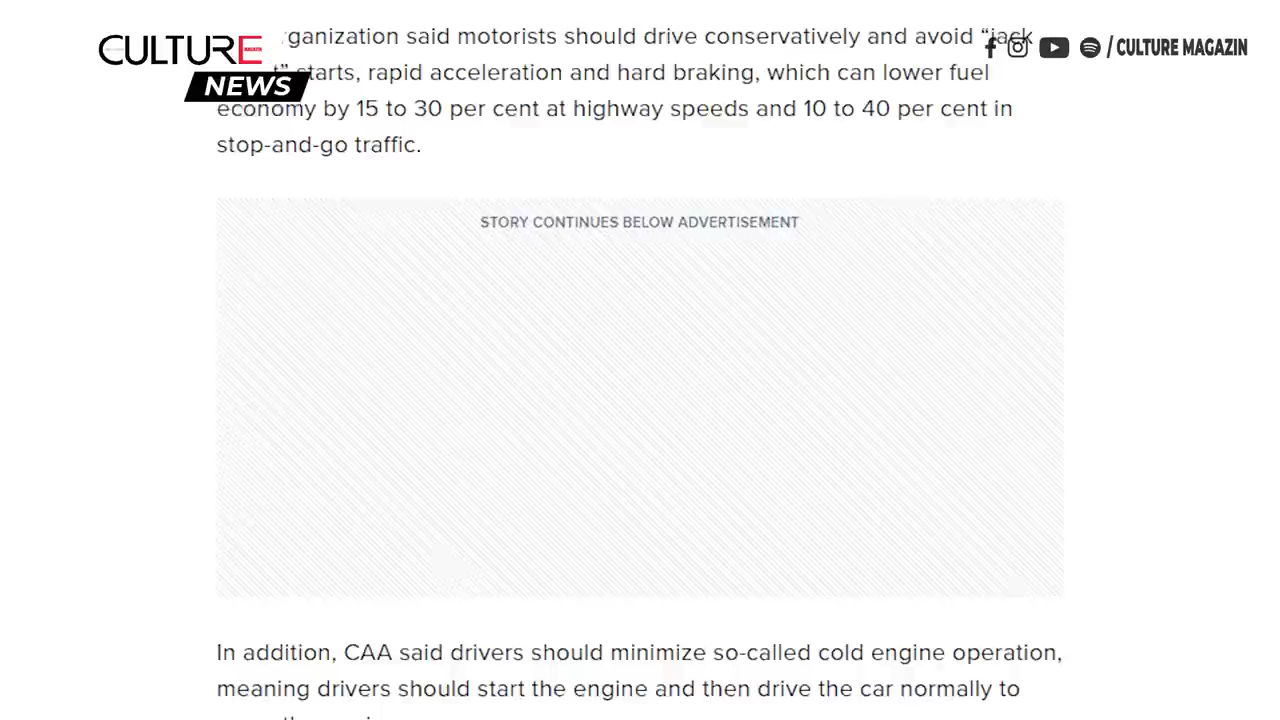 CULTURE
NEWS
/ CULTURE MAGAZIN
said motorists should drive conservatively and avoid “jack
starts, rapid acceleration and hard braking, which can lower fuel
economy by 15 to 30 per cent at highway speeds and 10 to 40 per cent in
stop-and-go traffic.
STORY CONTINUES BELOW ADVERTISEMENT
In addition, CAA said drivers should minimize so-called cold engine operation,
meaning drivers should start the engine and then drive the car normally to